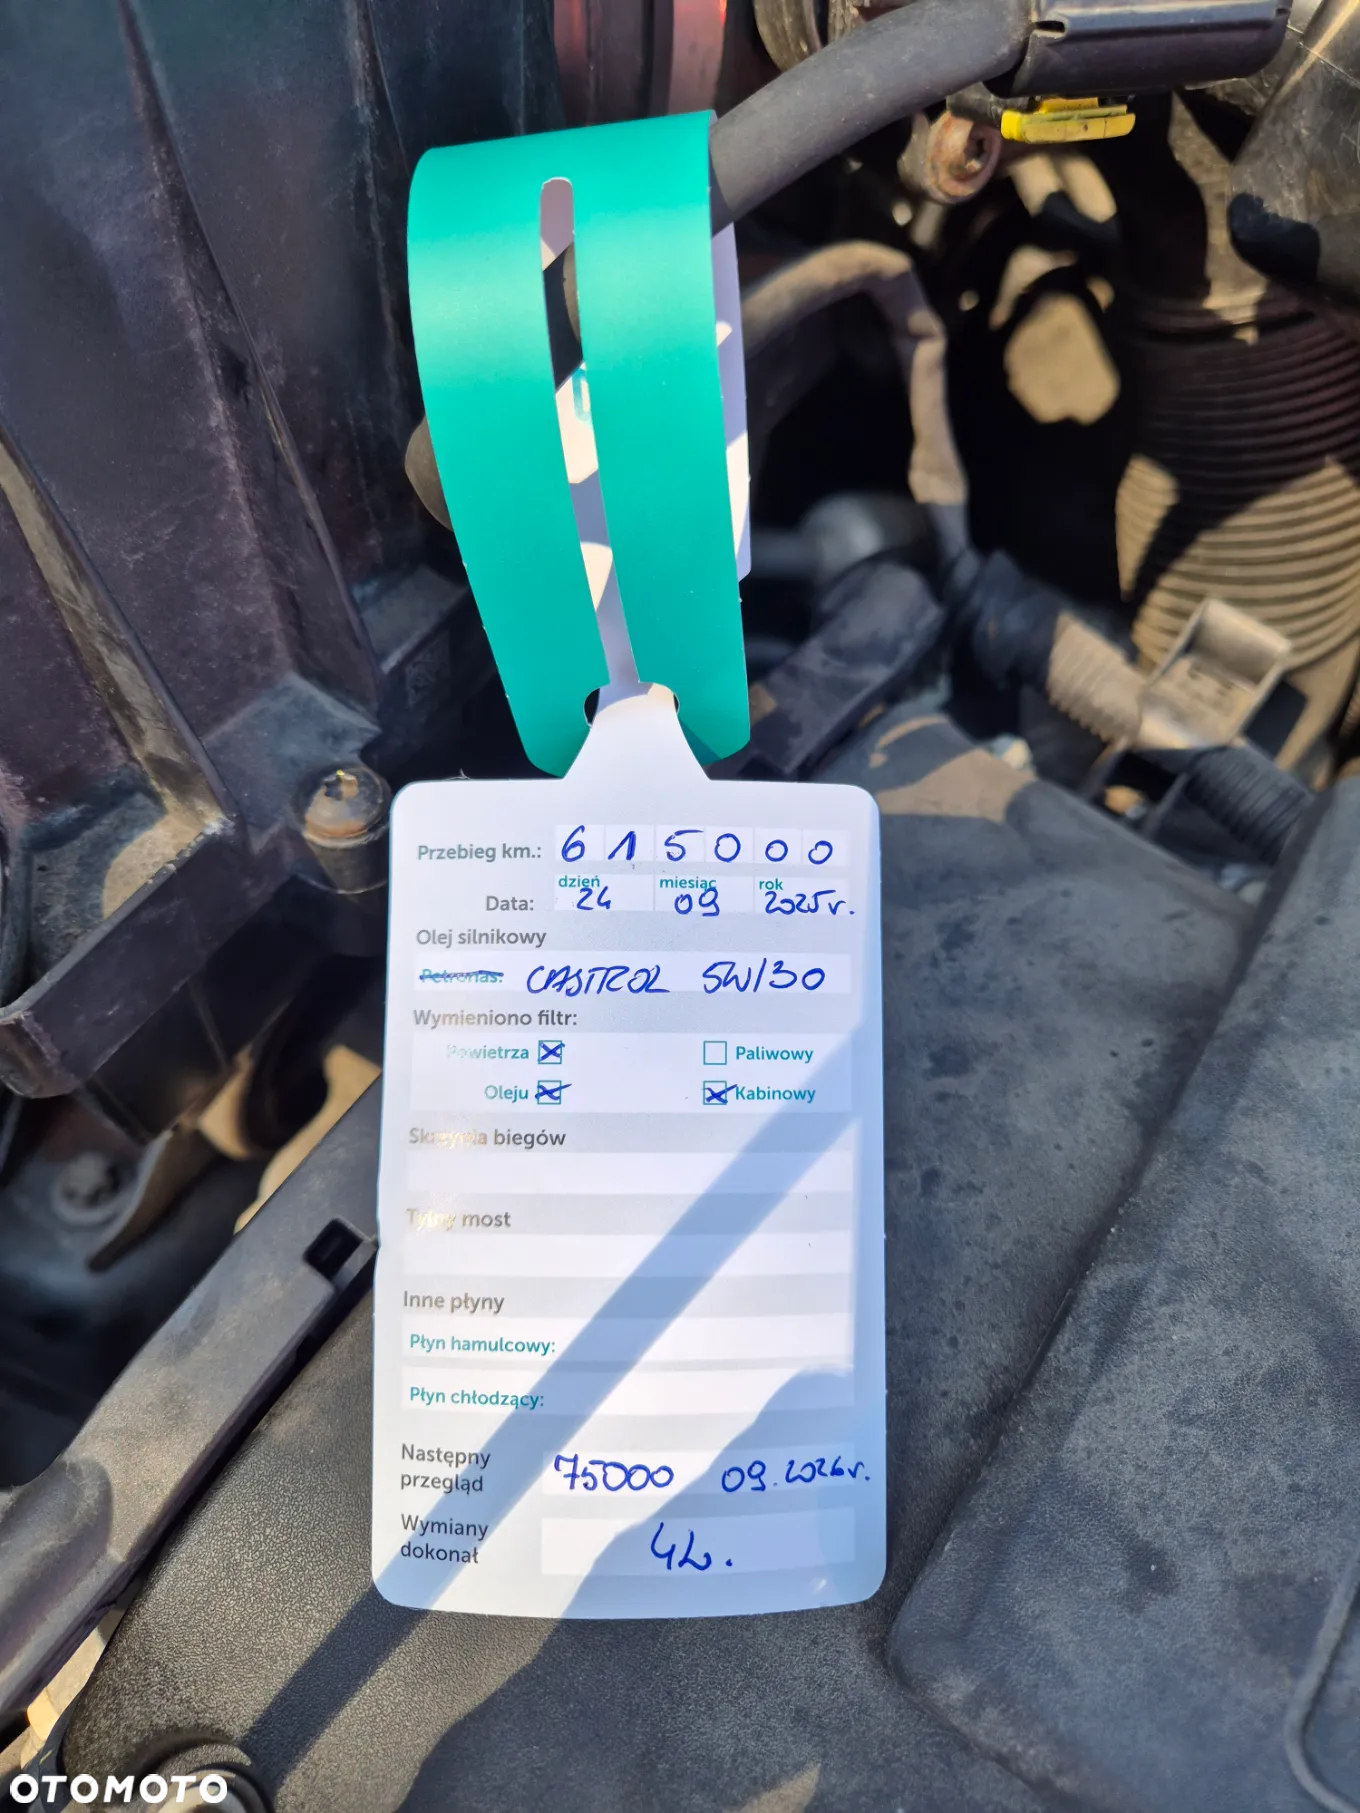 Przebieg km.: 615000
dzień miesiąc rok
Data: 24 09 2025r.
Olej silnikowy
Petronas: CASTROL 5W/30
Wymieniono filtr:
Powietrza Paliwowy
Oleju Kabinowy
Skrzynia biegów
Tylny most
Inne płyny
Płyn hamulcowy:
Płyn chłodzący:
Następny przegląd 75000 09.2026r.
Wymiany dokonał 4L.
OTOMOTO